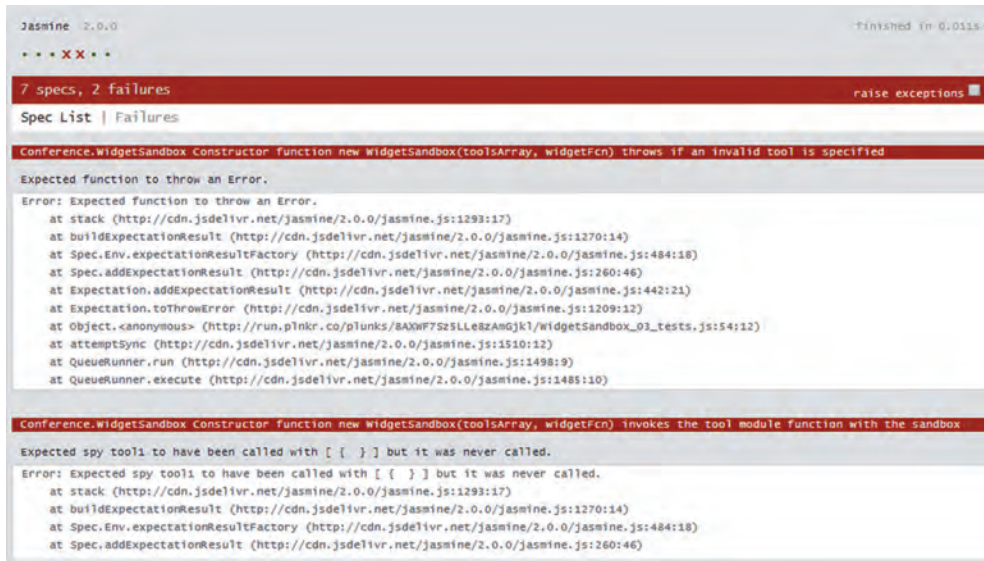 Jasmine 2.0.0 finished in 0.011s
• • • x x • •
7 specs, 2 failures raise exceptions
Spec List | Failures
Conference.WidgetSandbox Constructor function new WidgetSandbox(toolsArray, widgetFcn) throws if an invalid tool is specified
Expected function to throw an Error.
Error: Expected function to throw an Error.
at stack (http://cdn.jsdelivr.net/jasmine/2.0.0/jasmine.js:1293:17)
at buildExpectationResult (http://cdn.jsdelivr.net/jasmine/2.0.0/jasmine.js:1270:14)
at Spec.Env.expectationResultFactory (http://cdn.jsdelivr.net/jasmine/2.0.0/jasmine.js:484:18)
at Spec.addExpectationResult (http://cdn.jsdelivr.net/jasmine/2.0.0/jasmine.js:260:46)
at Expectation.addExpectationResult (http://cdn.jsdelivr.net/jasmine/2.0.0/jasmine.js:442:21)
at Expectation.toThrowError (http://cdn.jsdelivr.net/jasmine/2.0.0/jasmine.js:1209:12)
at Object.<anonymous> (http://run.plnkr.co/plunks/8AXWF7Sz5LLe8zAmGjkl/WidgetSandbox_03_tests.js:54:12)
at attemptSync (http://cdn.jsdelivr.net/jasmine/2.0.0/jasmine.js:1510:12)
at QueueRunner.run (http://cdn.jsdelivr.net/jasmine/2.0.0/jasmine.js:1498:9)
at QueueRunner.execute (http://cdn.jsdelivr.net/jasmine/2.0.0/jasmine.js:1485:10)
Conference.WidgetSandbox Constructor function new WidgetSandbox(toolsArray, widgetFcn) invokes the tool module function with the sandbox
Expected spy tool1 to have been called with [ { } ] but it was never called.
Error: Expected spy tool1 to have been called with [ { } ] but it was never called.
at stack (http://cdn.jsdelivr.net/jasmine/2.0.0/jasmine.js:1293:17)
at buildExpectationResult (http://cdn.jsdelivr.net/jasmine/2.0.0/jasmine.js:1270:14)
at Spec.Env.expectationResultFactory (http://cdn.jsdelivr.net/jasmine/2.0.0/jasmine.js:484:18)
at Spec.addExpectationResult (http://cdn.jsdelivr.net/jasmine/2.0.0/jasmine.js:260:46)